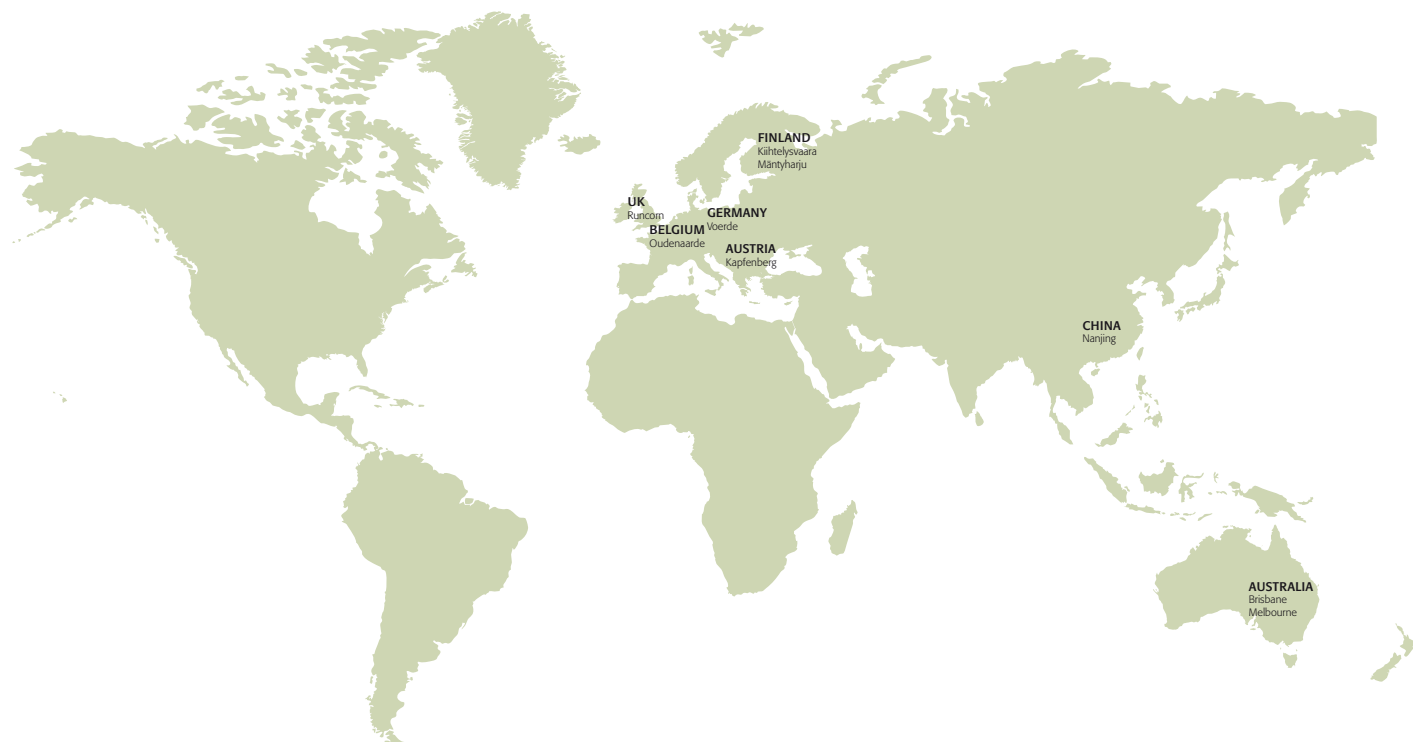 FINLAND
Kiihtelysvaara
Mäntyharju
UK
Runcorn
GERMANY
Voerde
BELGIUM
Oudenaarde
AUSTRIA
Kapfenberg
CHINA
Nanjing
AUSTRALIA
Brisbane
Melbourne